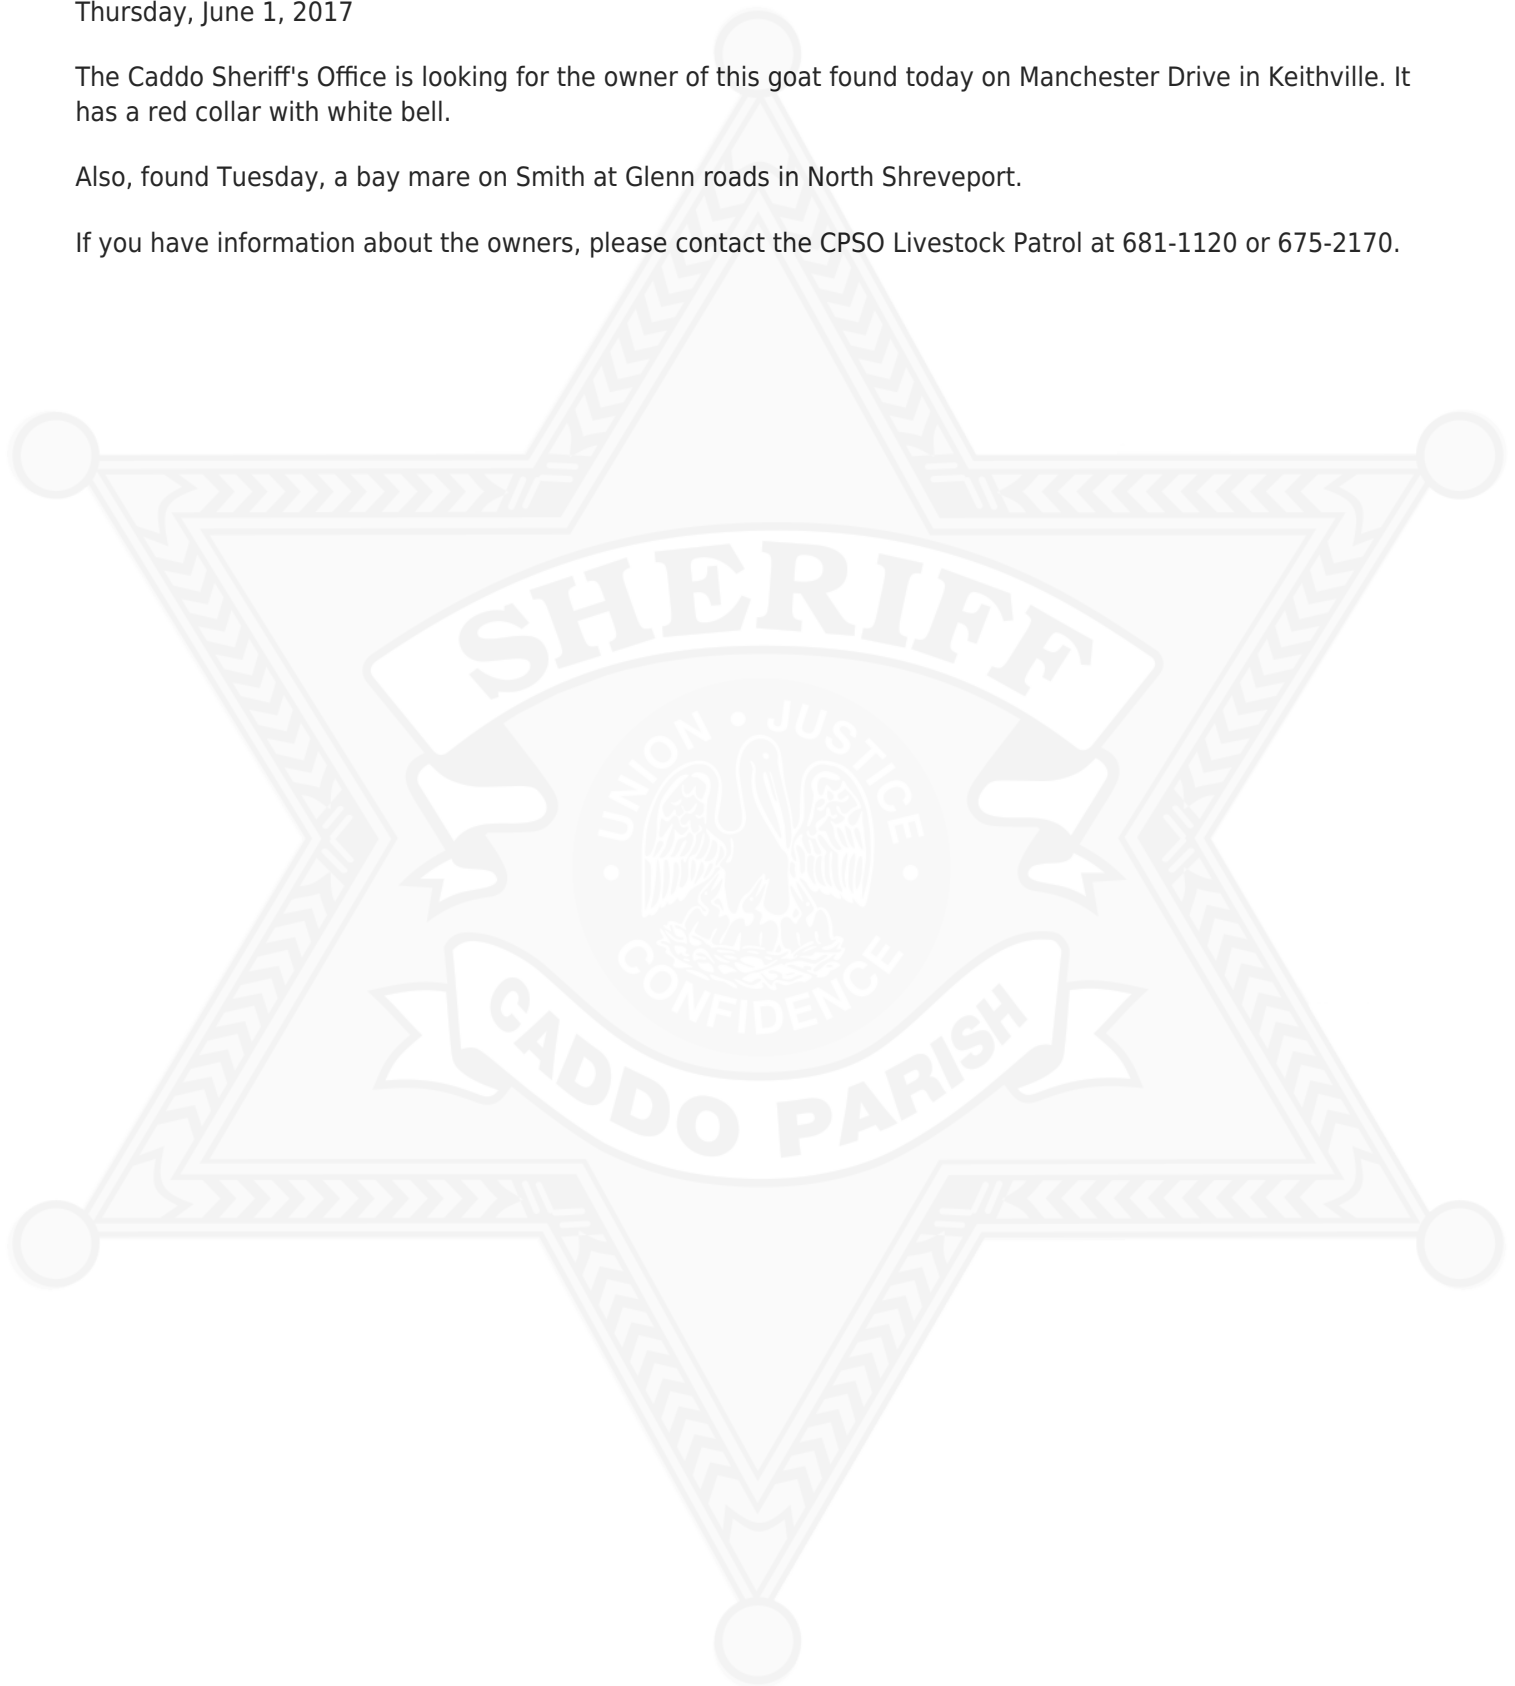 Thursday, June 1, 2017
The Caddo Sheriff's Office is looking for the owner of this goat found today on Manchester Drive in Keithville. It
has a red collar with white bell.
Also, found Tuesday, a bay mare on Smith at Glenn roads in North Shreveport.
If you have information about the owners, please contact the CPSO Livestock Patrol at 681-1120 or 675-2170.
SHERIFF
UNION • JUSTICE
• CONFIDENCE •
CADDO PARISH